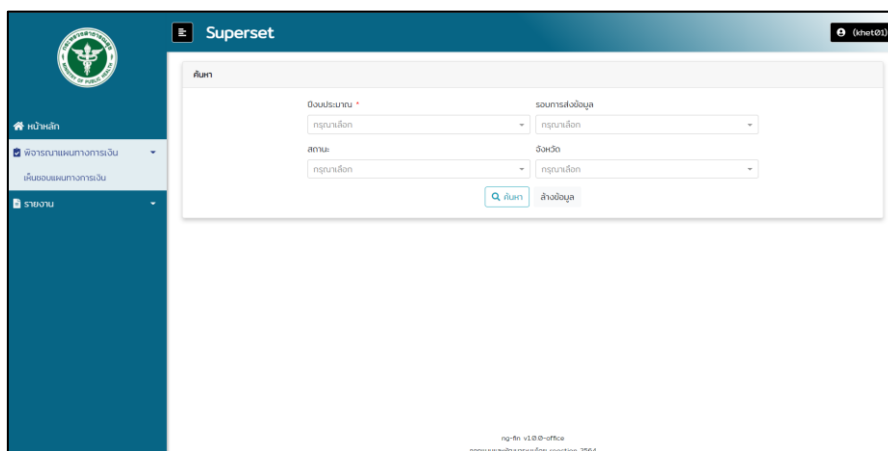 Superset
(khet01)
MINISTRY OF PUBLIC HEALTH
ค้นหา
ปีงบประมาณ * รอบการส่งข้อมูล
กรุณาเลือก กรุณาเลือก
สถานะ จังหวัด
กรุณาเลือก กรุณาเลือก
ค้นหา ล้างข้อมูล
หน้าหลัก
พิจารณาแผนทางการเงิน
เห็นชอบแผนทางการเงิน
รายงาน
ng-fin v1.0.0-office